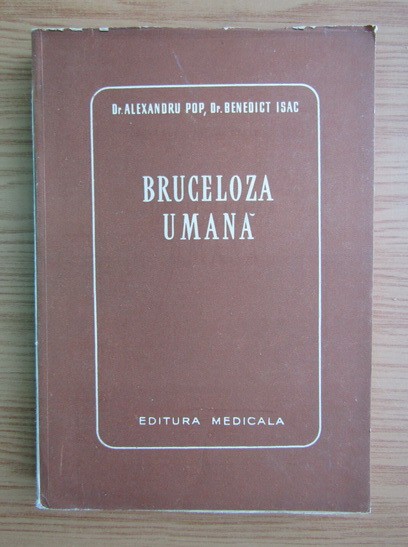 Dr. ALEXANDRU POP, Dr. BENEDICT ISAC
BRUCELOZA
UMANĂ
EDITURA MEDICALA